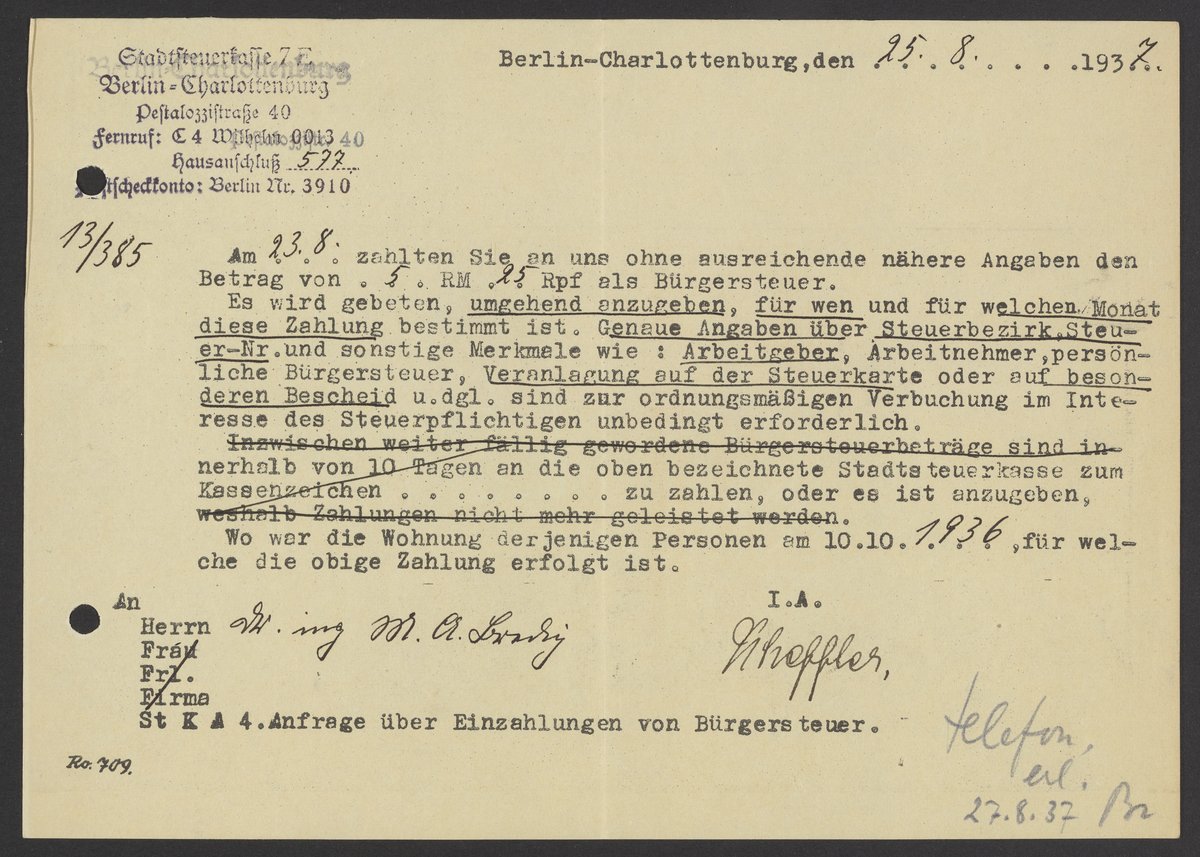 Stadtsteuerkasse 7 E
Berlin-Charlottenburg
Pestalozzistraße 40
Fernruf: C 4 Wilhelm 0013
Hausanschluß 577
Postscheckkonto: Berlin Nr. 3910
Berlin-Charlottenburg,den 25. 8. 1937.
13/385
Am 23.8. zahlten Sie an uns ohne ausreichende nähere Angaben den
Betrag von . 5 . RM .25 Rpf als Bürgersteuer.
Es wird gebeten, umgehend anzugeben, für wen und für welchen Monat
diese Zahlung bestimmt ist. Genaue Angaben über Steuerbezirk,Steu-
er-Nr.und sonstige Merkmale wie : Arbeitgeber, Arbeitnehmer,persön-
liche Bürgersteuer, Veranlagung auf der Steuerkarte oder auf beson-
deren Bescheid u.dgl. sind zur ordnungsmäßigen Verbuchung im Inte-
resse des Steuerpflichtigen unbedingt erforderlich.
Inzwischen weiter fällig gewordene Bürgersteuerbeträge sind in-
nerhalb von 10 Tagen an die oben bezeichnete Stadtsteuerkasse zum
Kassenzeichen . . . . . . . . zu zahlen, oder es ist anzugeben,
weshalb Zahlungen nicht mehr geleistet werden.
Wo war die Wohnung derjenigen Personen am 10.10.1936 ,für wel-
che die obige Zahlung erfolgt ist.
An
I.A.
Herrn Dr. ing M. A. Bredig
Frau
Scheffler,
Frl.
Firma
St K A 4.Anfrage über Einzahlungen von Bürgersteuer.
Ro. 709.
telefon.
erl.
27.8.37 Br